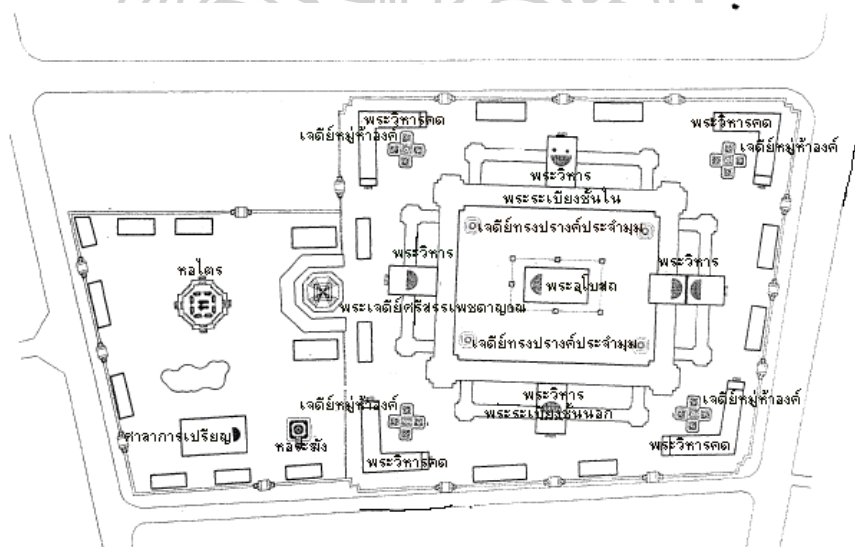 พระวิหารคด
พระวิหารคด
เจดีย์หมู่ห้าองค์
เจดีย์หมู่ห้าองค์
พระวิหาร
พระระเบียงชั้นใน
เจดีย์ทรงปรางค์ประจำมุม
พระวิหาร
พระวิหาร
หอไตร
พระอุโบสถ
พระเจดีย์ศรีสรรเพชดาญาณ
เจดีย์ทรงปรางค์ประจำมุม
พระวิหาร
เจดีย์หมู่ห้าองค์
เจดีย์หมู่ห้าองค์
พระระเบียงชั้นนอก
ศาลาการเปรียญ
หอระฆัง
พระวิหารคด
พระวิหารคด